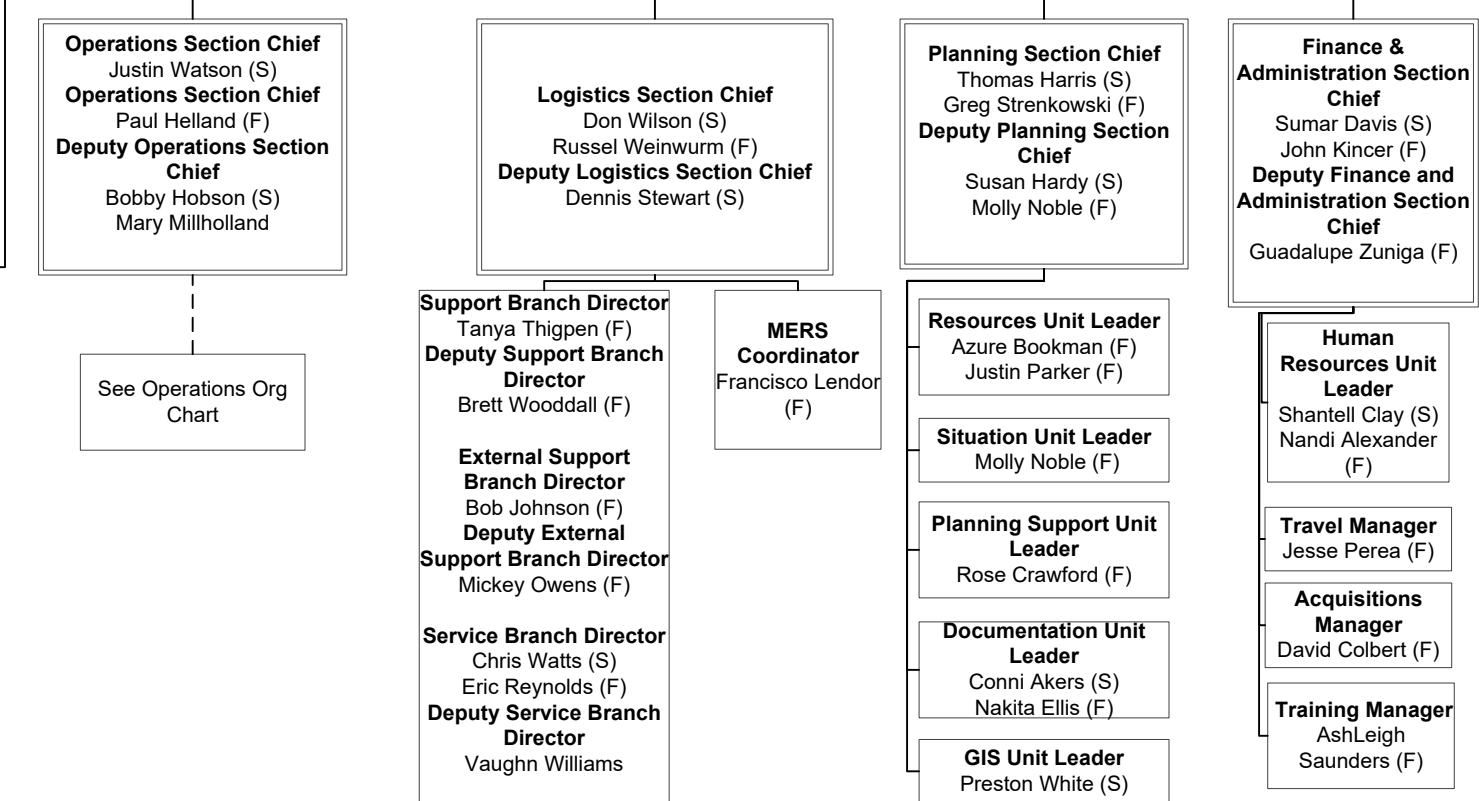 Operations Section Chief
Justin Watson (S)
Operations Section Chief
Paul Helland (F)
Deputy Operations Section
Chief
Bobby Hobson (S)
Mary Millholland
See Operations Org
Chart
Logistics Section Chief
Don Wilson (S)
Russel Weinwurm (F)
Deputy Logistics Section Chief
Dennis Stewart (S)
Support Branch Director
Tanya Thigpen (F)
Deputy Support Branch
Director
Brett Wooddall (F)
External Support
Branch Director
Bob Johnson (F)
Deputy External
Support Branch Director
Mickey Owens (F)
Service Branch Director
Chris Watts (S)
Eric Reynolds (F)
Deputy Service Branch
Director
Vaughn Williams
MERS
Coordinator
Francisco Lendor
(F)
Planning Section Chief
Thomas Harris (S)
Greg Strenkowski (F)
Deputy Planning Section
Chief
Susan Hardy (S)
Molly Noble (F)
Resources Unit Leader
Azure Bookman (F)
Justin Parker (F)
Situation Unit Leader
Molly Noble (F)
Planning Support Unit
Leader
Rose Crawford (F)
Documentation Unit
Leader
Conni Akers (S)
Nakita Ellis (F)
GIS Unit Leader
Preston White (S)
Finance &
Administration Section
Chief
Sumar Davis (S)
John Kincer (F)
Deputy Finance and
Administration Section
Chief
Guadalupe Zuniga (F)
Human
Resources Unit
Leader
Shantell Clay (S)
Nandi Alexander
(F)
Travel Manager
Jesse Perea (F)
Acquisitions
Manager
David Colbert (F)
Training Manager
AshLeigh
Saunders (F)